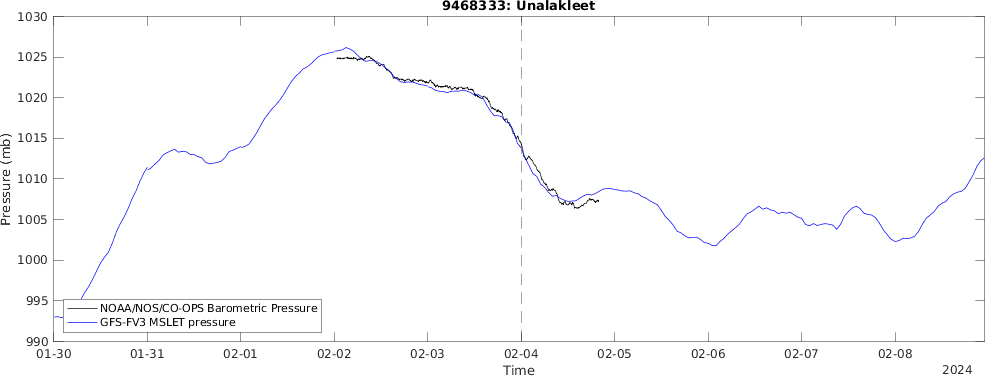 9468333: Unalakleet
1030
1025
1020
1015
1010
1005
1000
995
990
Pressure (mb)
NOAA/NOS/CO-OPS Barometric Pressure
GFS-FV3 MSLET pressure
01-30 01-31 02-01 02-02 02-03 02-04 02-05 02-06 02-07 02-08
Time
2024